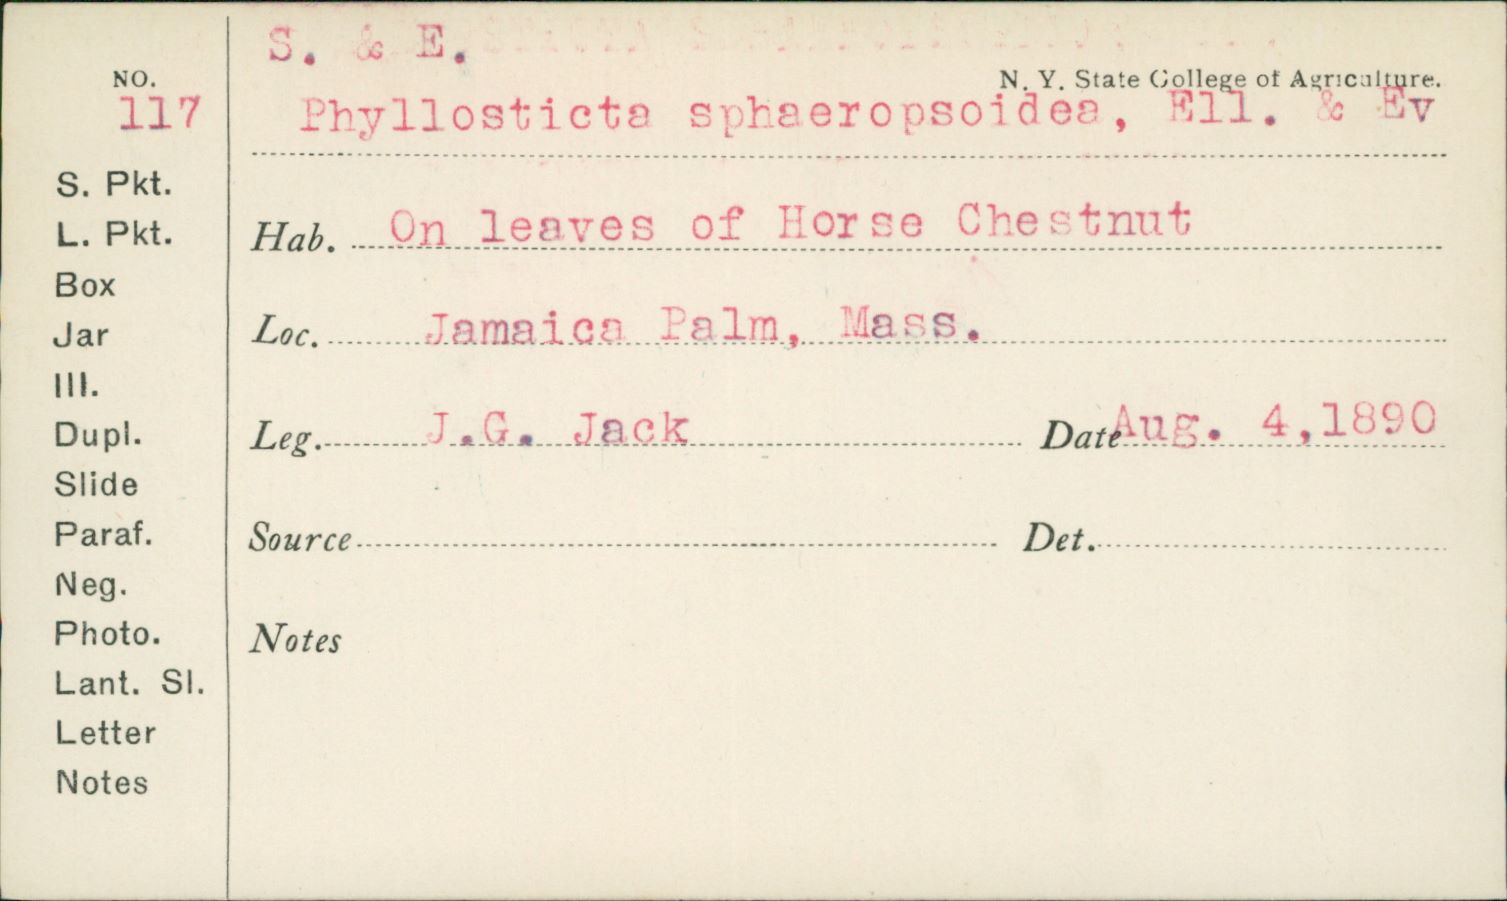 S. & E.
NO.
N. Y. State College of Agriculture.
117
Phyllosticta sphaeropsoidea, Ell. & Ev
S. Pkt.
L. Pkt.
Hab. On leaves of Horse Chestnut
Box
Jar
Loc. Jamaica Palm, Mass.
Ill.
Dupl.
Leg. J.G. Jack Date Aug. 4,1890
Slide
Paraf.
Source Det.
Neg.
Photo.
Notes
Lant. Sl.
Letter
Notes